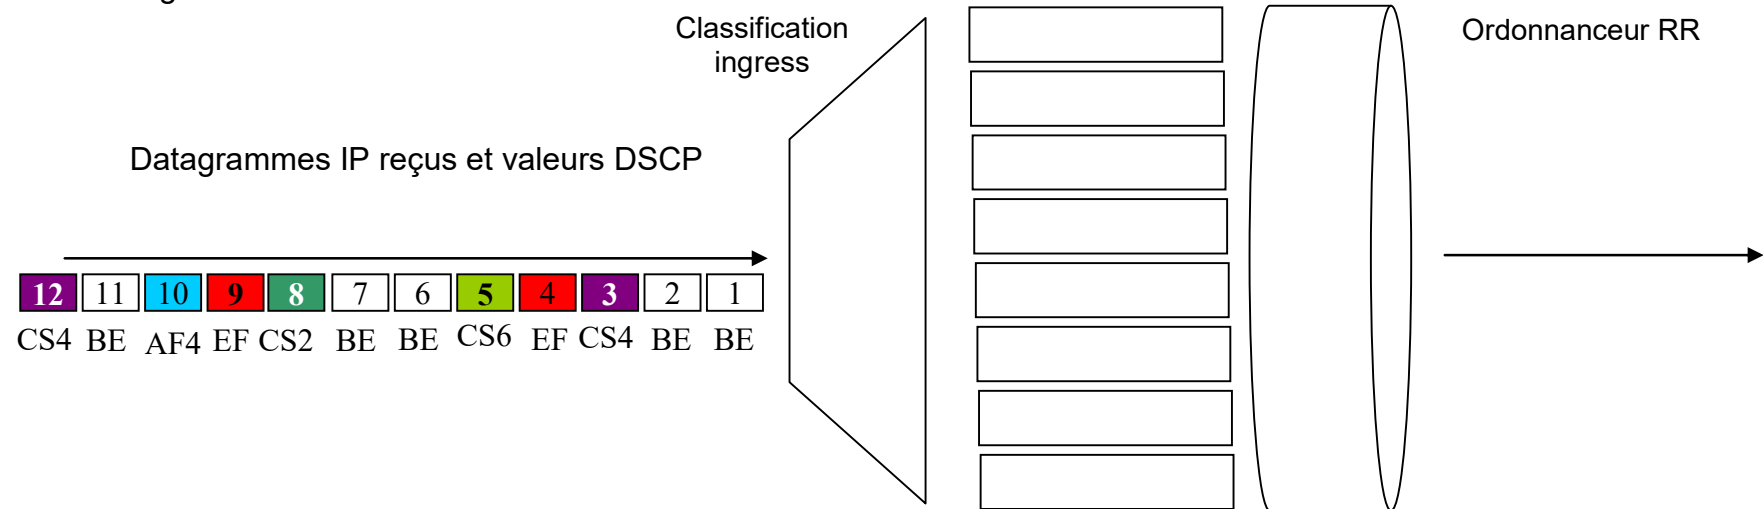 Classification
ingress
Ordonnanceur RR
Datagrammes IP reçus et valeurs DSCP
12 11 10 9 8 7 6 5 4 3 2 1
CS4 BE AF4 EF CS2 BE BE CS6 EF CS4 BE BE